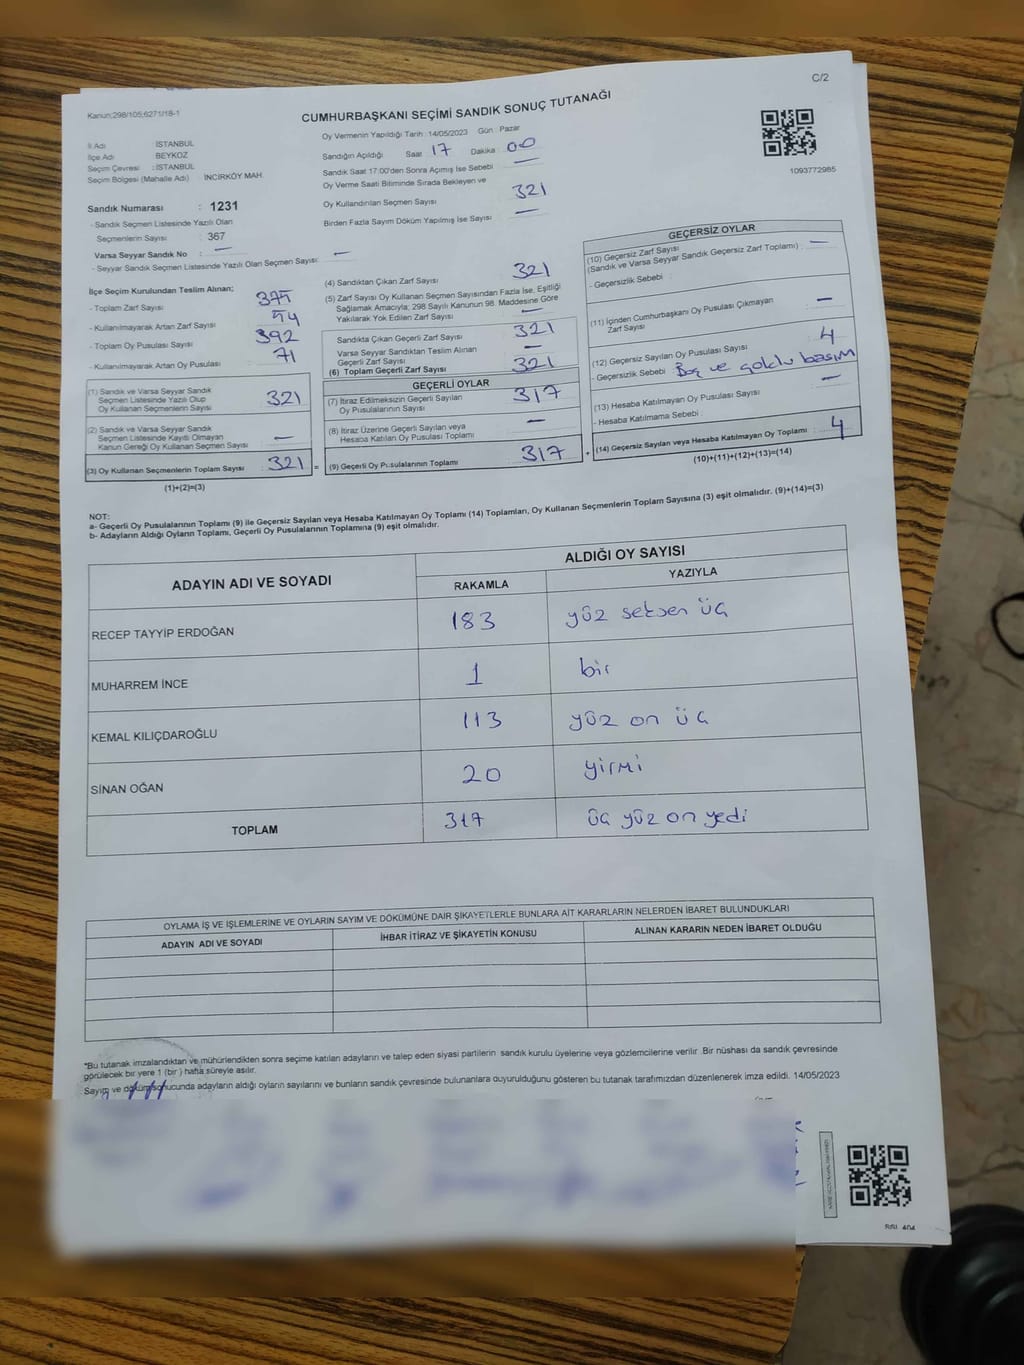 C/2
Kanun;298/105;6271/18-1
CUMHURBAŞKANI SEÇİMİ SANDIK SONUÇ TUTANAĞI
İl Adı : İSTANBUL
İlçe Adı BEYKOZ
Seçim Çevresi : İSTANBUL
Seçim Bölgesi (Mahalle Adı) İNCİRKÖY MAH.
Oy Vermenin Yapıldığı Tarih :14/05/2023 Gün : Pazar
Sandığın Açıldığı Saat 17 Dakika : 00
Sandık Saat 17:00'den Sonra Açımış İse Sebebi —
Oy Verme Saati Bitiminde Sırada Bekleyen ve
Oy Kullandırılan Seçmen Sayısı 321
Birden Fazla Sayım Döküm Yapılmış İse Sayısı —
1093772985
Sandık Numarası : 1231
- Sandık Seçmen Listesinde Yazılı Olan
Seçmenlerin Sayısı : 367
Varsa Seyyar Sandık No : —
- Seyyar Sandık Seçmen Listesinde Yazılı Olan Seçmen Sayısı: —
İlçe Seçim Kurulundan Teslim Alınan;
- Toplam Zarf Sayısı 375
- Kullanılmayarak Artan Zarf Sayısı 54
- Toplam Oy Pusulası Sayısı 392
- Kullanılmayarak Artan Oy Pusulası : 71
(1) Sandık ve Varsa Seyyar Sandık
Seçmen Listesinde Yazılı Olup
Oy Kullanan Seçmenlerin Sayısı 321
(2) Sandık ve Varsa Seyyar Sandık
Seçmen Listesinde Kayıtlı Olmayan
Kanun Gereği Oy Kullanan Seçmen Sayısı —
(3) Oy Kullanan Seçmenlerin Toplam Sayısı : 321 =
(1)+(2)=(3)
(4) Sandıktan Çıkan Zarf Sayısı 321
(5) Zarf Sayısı Oy Kullanan Seçmen Sayısından Fazla İse, Eşitliği
Sağlamak Amacıyla; 298 Sayılı Kanunun 98. Maddesine Göre
Yakılarak Yok Edilen Zarf Sayısı —
Sandıkta Çıkan Geçerli Zarf Sayısı 321
Varsa Seyyar Sandıktan Teslim Alınan
Geçerli Zarf Sayısı —
(6) Toplam Geçerli Zarf Sayısı 321
GEÇERLİ OYLAR
(7) İtiraz Edilmeksizin Geçerli Sayılan
Oy Pusulalarının Sayısı 317
(8) İtiraz Üzerine Geçerli Sayılan veya
Hesaba Katılan Oy Pusulası Toplamı —
(9) Geçerli Oy Pusulalarının Toplamı 317 +
GEÇERSİZ OYLAR
(10) Geçersiz Zarf Sayısı
(Sandık ve Varsa Seyyar Sandık Geçersiz Zarf Toplamı) : —
- Geçersizlik Sebebi :
(11) İçinden Cumhurbaşkanı Oy Pusulası Çıkmayan
Zarf Sayısı —
(12) Geçersiz Sayılan Oy Pusulası Sayısı 4
- Geçersizlik Sebebi Boş ve çoklu basım
(13) Hesaba Katılmayan Oy Pusulası Sayısı —
- Hesaba Katılmama Sebebi :
(14) Geçersiz Sayılan veya Hesaba Katılmayan Oy Toplamı : 4
(10)+(11)+(12)+(13)=(14)
NOT:
a- Geçerli Oy Pusulalarının Toplamı (9) ile Geçersiz Sayılan veya Hesaba Katılmayan Oy Toplamı (14) Toplamları, Oy Kullanan Seçmenlerin Toplam Sayısına (3) eşit olmalıdır. (9)+(14)=(3)
b- Adayların Aldığı Oyların Toplamı, Geçerli Oy Pusulalarının Toplamına (9) eşit olmalıdır.
ADAYIN ADI VE SOYADI ALDIĞI OY SAYISI
RAKAMLA YAZIYLA
RECEP TAYYİP ERDOĞAN 183 yüz seksen üç
MUHARREM İNCE 1 bir
KEMAL KILIÇDAROĞLU 113 yüz on üç
SİNAN OĞAN 20 yirmi
TOPLAM 317 üç yüz on yedi
OYLAMA İŞ VE İŞLEMLERİNE VE OYLARIN SAYIM VE DÖKÜMÜNE DAİR ŞİKAYETLERLE BUNLARA AİT KARARLARIN NELERDEN İBARET BULUNDUKLARI
ADAYIN ADI VE SOYADI İHBAR İTİRAZ VE ŞİKAYETİN KONUSU ALINAN KARARIN NEDEN İBARET OLDUĞU
*Bu tutanak imzalandıktan ve mühürlendikten sonra seçime katılan adayların ve talep eden siyasi partilerin sandık kurulu üyelerine veya gözlemcilerine verilir .Bir nüshası da sandık çevresinde
görülecek bir yere 1 (bir ) hafta süreyle asılır.
Sayım ve döküm sonucunda adayların aldığı oyların sayılarını ve bunların sandık çevresinde bulunanlara duyurulduğunu gösteren bu tutanak tarafımızdan düzenlenerek imza edildi. 14/05/2023